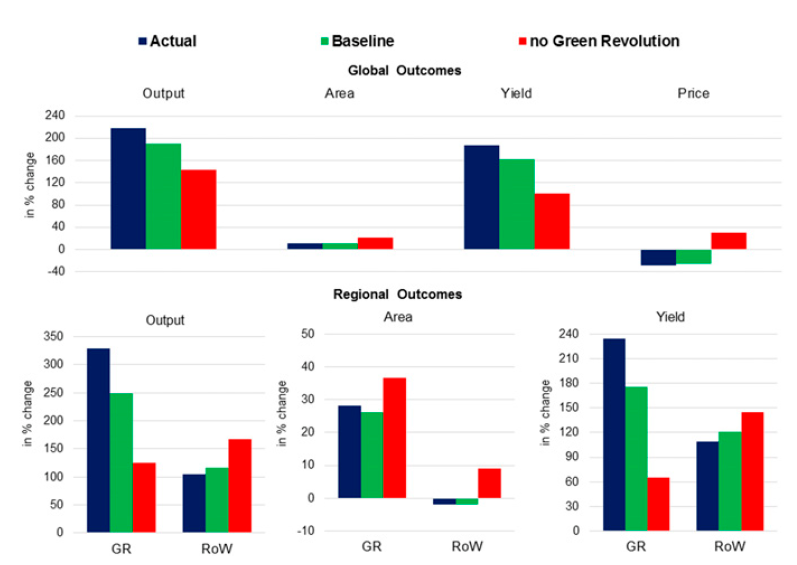 Actual Baseline no Green Revolution
Global Outcomes
Output Area Yield Price
in % change
240
200
160
120
80
40
0
-40
Regional Outcomes
Output
in % change
350
300
250
200
150
100
50
0
GR RoW
Area
in % change
50
40
30
20
10
0
-10
GR RoW
Yield
in % change
240
210
180
150
120
90
60
30
0
GR RoW